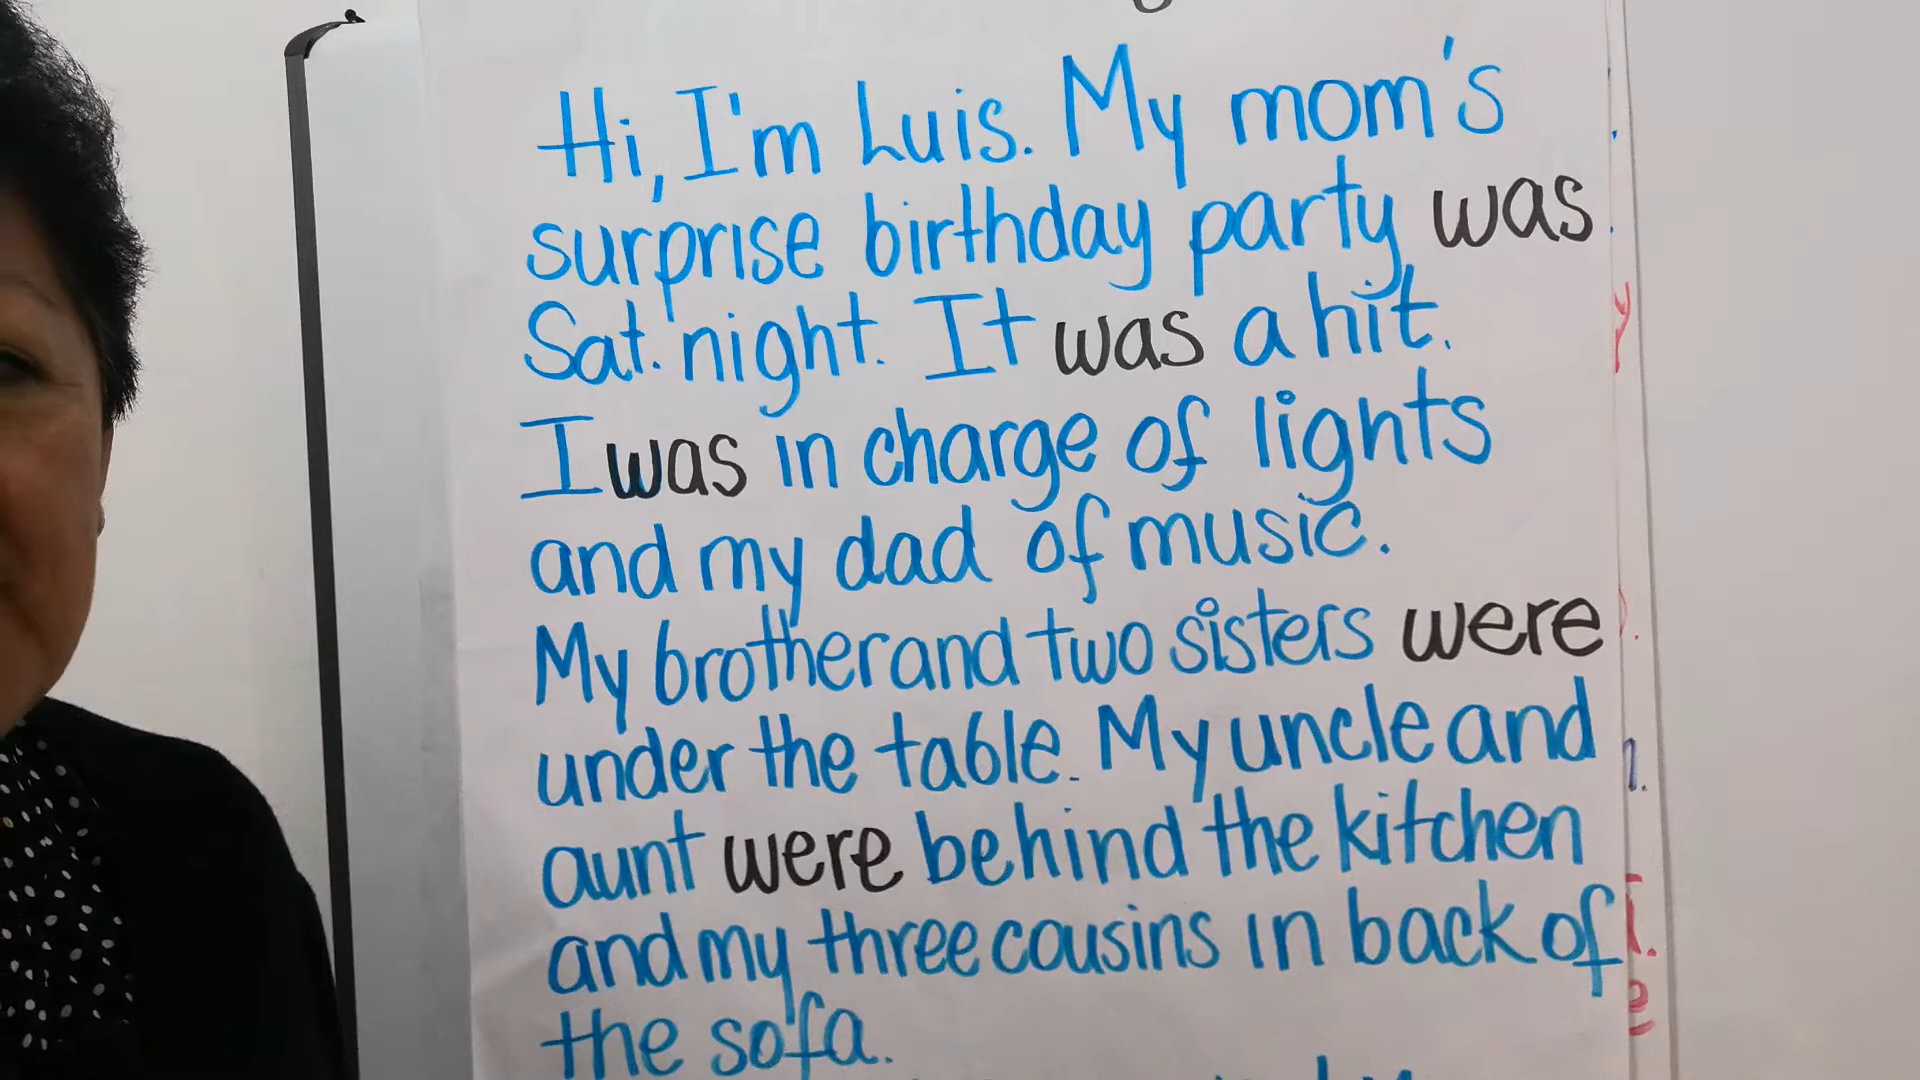 Hi, I'm Luis. My mom's
surprise birthday party was
Sat. night. It was a hit.
I was in charge of lights
and my dad of music.
My brother and two sisters were
under the table. My uncle and
aunt were behind the kitchen
and my three cousins in back of
the sofa.